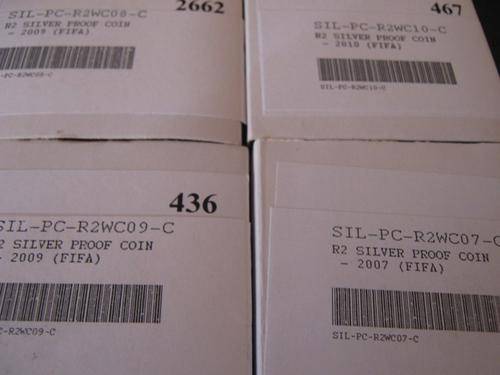 2662
SIL-PC-R2WC08-C
R2 SILVER PROOF COIN
- 2009 (FIFA)
-PC-R2WC08-C
467
SIL-PC-R2WC10-C
R2 SILVER PROOF COIN
- 2010 (FIFA)
SIL-PC-R2WC10-C
436
SIL-PC-R2WC09-C
R2 SILVER PROOF COIN
- 2009 (FIFA)
-PC-R2WC09-C
SIL-PC-R2WC07-C
R2 SILVER PROOF COIN
- 2007 (FIFA)
SIL-PC-R2WC07-C